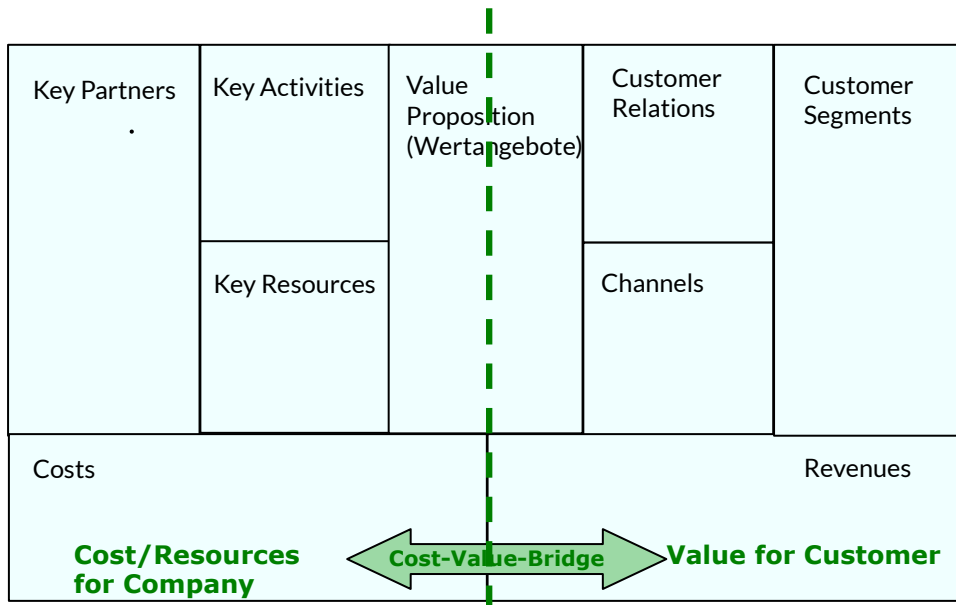 Key Partners
Key Activities
Value
Proposition
(Wertangebote)
Customer
Relations
Customer
Segments
Key Resources
Channels
Costs
Revenues
Cost/Resources
for Company
Cost-Value-Bridge
Value for Customer